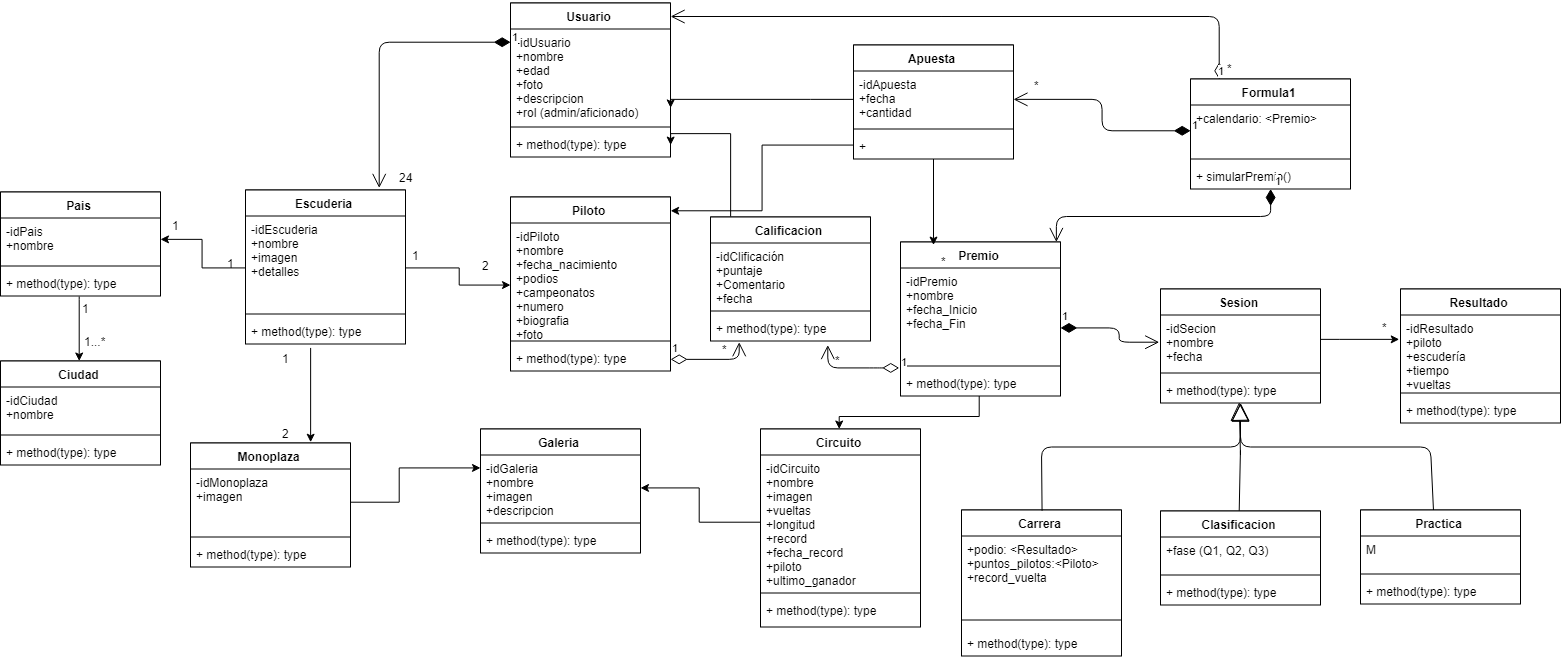 Usuario
1
-idUsuario
+nombre
+edad
+foto
+descripcion
+rol (admin/aficionado)
+ method(type): type
Apuesta
-idApuesta
+fecha
+cantidad
+
*
1 *
Formula1
+calendario: <Premio>
1
+ simularPremio()
1
24
Pais
-idPais
+nombre
+ method(type): type
1
1
Escuderia
-idEscuderia
+nombre
+imagen
+detalles
+ method(type): type
1
2
Piloto
-idPiloto
+nombre
+fecha_nacimiento
+podios
+campeonatos
+numero
+biografia
+foto
+ method(type): type
1
*
Calificacion
-idClificación
+puntaje
+Comentario
+fecha
+ method(type): type
*
1
* Premio
-idPremio
+nombre
+fecha_Inicio
+fecha_Fin
+ method(type): type
1
Sesion
-idSecion
+nombre
+fecha
+ method(type): type
*
Resultado
-idResultado
+piloto
+escudería
+tiempo
+vueltas
+ method(type): type
1
1...*
Ciudad
-idCiudad
+nombre
+ method(type): type
1
2
Monoplaza
-idMonoplaza
+imagen
+ method(type): type
Galeria
-idGaleria
+nombre
+imagen
+descripcion
+ method(type): type
Circuito
-idCircuito
+nombre
+imagen
+vueltas
+longitud
+record
+fecha_record
+piloto
+ultimo_ganador
+ method(type): type
Carrera
+podio: <Resultado>
+puntos_pilotos:<Piloto>
+record_vuelta
+ method(type): type
Clasificacion
+fase (Q1, Q2, Q3)
+ method(type): type
Practica
M
+ method(type): type